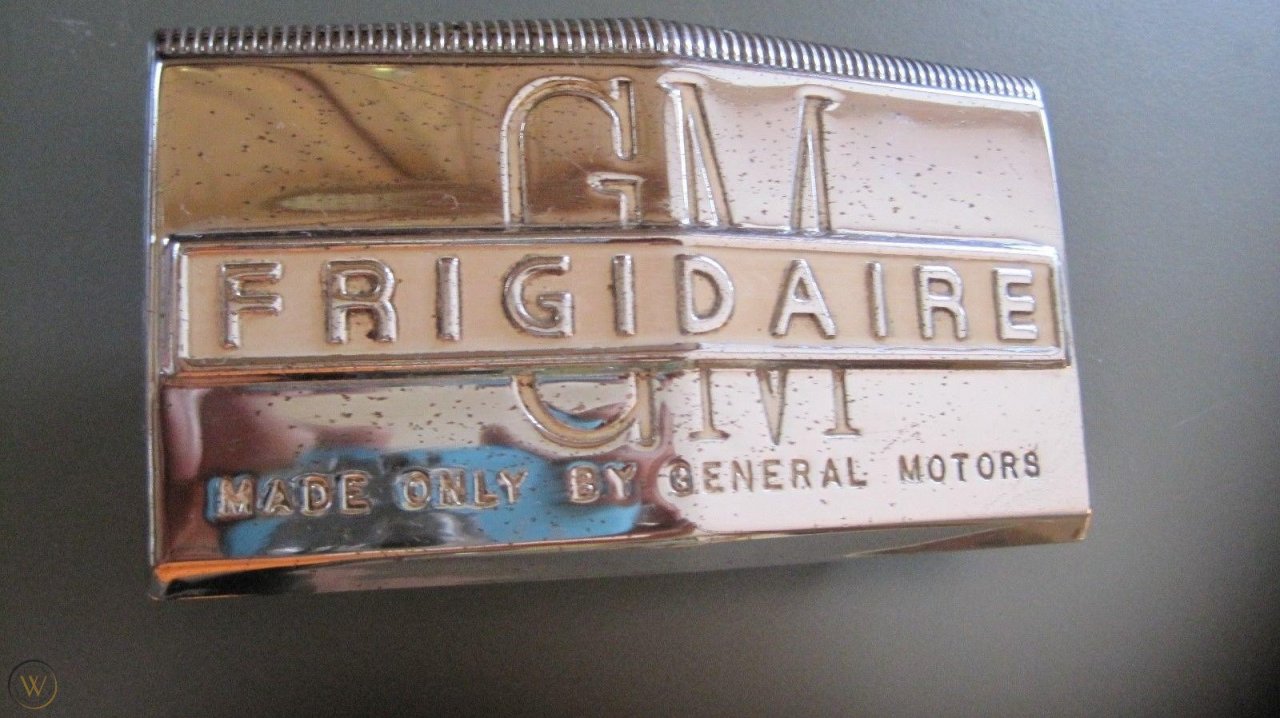 GM
FRIGIDAIRE
MADE ONLY BY GENERAL MOTORS
W